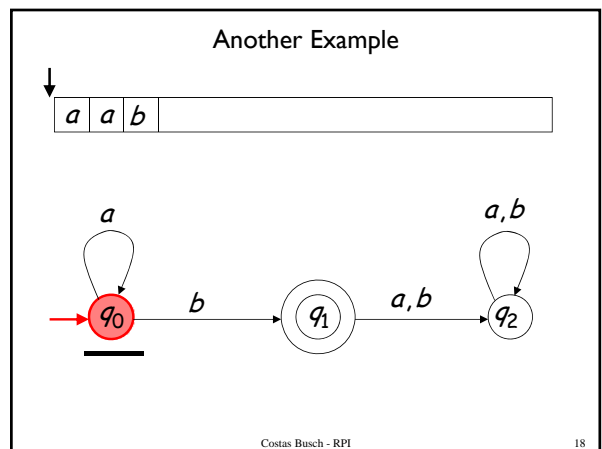 Another Example
a a b
a a,b
b a,b
q0 q1 q2
Costas Busch - RPI 18